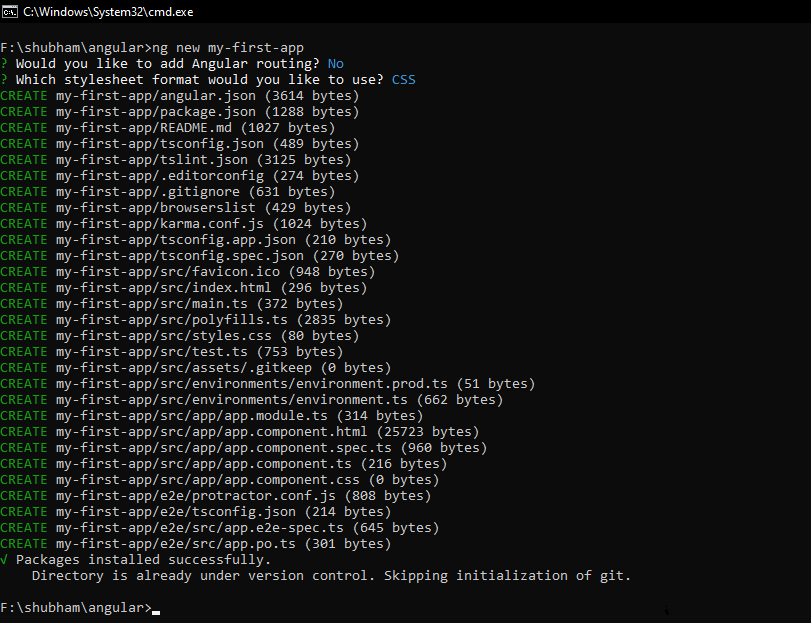 C:\Windows\System32\cmd.exe
F:\shubham\angular>ng new my-first-app
? Would you like to add Angular routing? No
? Which stylesheet format would you like to use? CSS
CREATE my-first-app/angular.json (3614 bytes)
CREATE my-first-app/package.json (1288 bytes)
CREATE my-first-app/README.md (1027 bytes)
CREATE my-first-app/tsconfig.json (489 bytes)
CREATE my-first-app/tslint.json (3125 bytes)
CREATE my-first-app/.editorconfig (274 bytes)
CREATE my-first-app/.gitignore (631 bytes)
CREATE my-first-app/browserslist (429 bytes)
CREATE my-first-app/karma.conf.js (1024 bytes)
CREATE my-first-app/tsconfig.app.json (210 bytes)
CREATE my-first-app/tsconfig.spec.json (270 bytes)
CREATE my-first-app/src/favicon.ico (948 bytes)
CREATE my-first-app/src/index.html (296 bytes)
CREATE my-first-app/src/main.ts (372 bytes)
CREATE my-first-app/src/polyfills.ts (2835 bytes)
CREATE my-first-app/src/styles.css (80 bytes)
CREATE my-first-app/src/test.ts (753 bytes)
CREATE my-first-app/src/assets/.gitkeep (0 bytes)
CREATE my-first-app/src/environments/environment.prod.ts (51 bytes)
CREATE my-first-app/src/environments/environment.ts (662 bytes)
CREATE my-first-app/src/app/app.module.ts (314 bytes)
CREATE my-first-app/src/app/app.component.html (25723 bytes)
CREATE my-first-app/src/app/app.component.spec.ts (960 bytes)
CREATE my-first-app/src/app/app.component.ts (216 bytes)
CREATE my-first-app/src/app/app.component.css (0 bytes)
CREATE my-first-app/e2e/protractor.conf.js (808 bytes)
CREATE my-first-app/e2e/tsconfig.json (214 bytes)
CREATE my-first-app/e2e/src/app.e2e-spec.ts (645 bytes)
CREATE my-first-app/e2e/src/app.po.ts (301 bytes)
√ Packages installed successfully.
Directory is already under version control. Skipping initialization of git.
F:\shubham\angular>